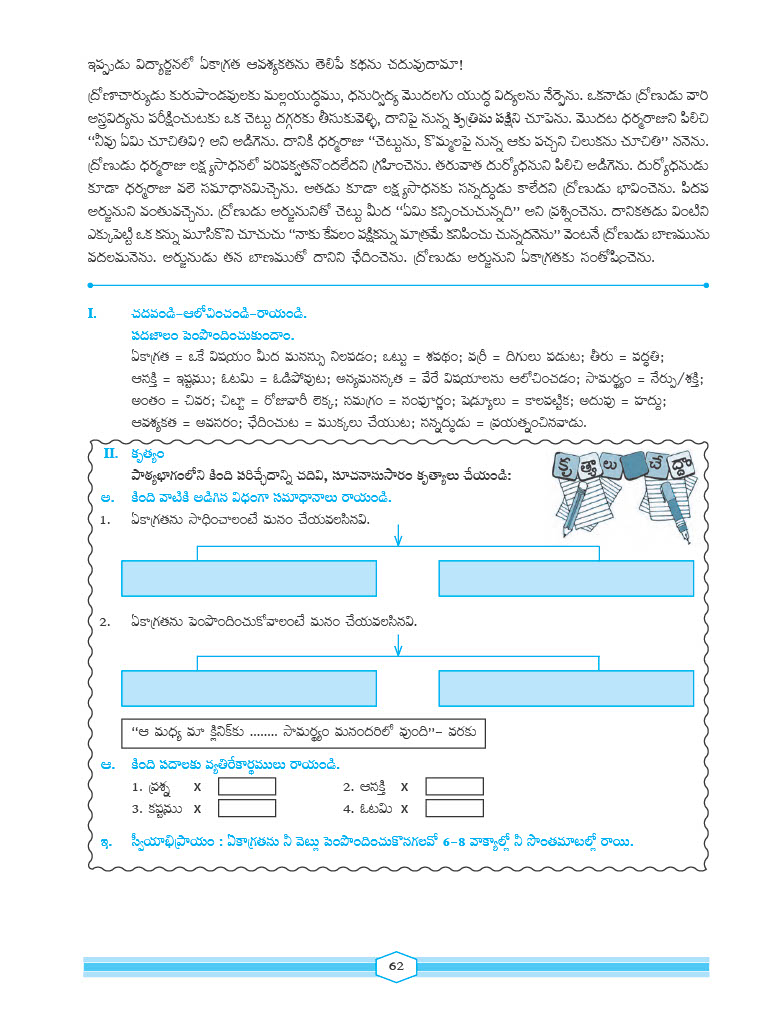 ఇప్పుడు విద్యార్జనలో ఏకాగ్రత ఆవశ్యకతను తెలిపే కథను చదువుదామా!
ద్రోణాచార్యుడు కురుపాండవులకు మల్లయుద్ధము, ధనుర్విద్య మొదలగు యుద్ధ విద్యలను నేర్పెను. ఒకనాడు ద్రోణుడు వారి
అస్త్రవిద్యను పరీక్షించుటకు ఒక చెట్టు దగ్గరకు తీసుకువెళ్ళి, దానిపై నున్న కృత్రిమ పక్షిని చూపెను. మొదట ధర్మరాజుని పిలిచి
“నీవు ఏమి చూచితివి? అని అడిగెను. దానికి ధర్మరాజు “చెట్టును, కొమ్మలపై నున్న ఆకు పచ్చని చిలుకను చూచితి” ననెను.
ద్రోణుడు ధర్మరాజు లక్ష్యసాధనలో పరిపక్వతనొందలేదని గ్రహించెను. తరువాత దుర్యోధనుని పిలిచి అడిగెను. దుర్యోధనుడు
కూడా ధర్మరాజు వలె సమాధానమిచ్చెను. అతడు కూడా లక్ష్యసాధనకు సన్నద్ధుడు కాలేదని ద్రోణుడు భావించెను. పిదప
అర్జునుని వంతువచ్చెను. ద్రోణుడు అర్జునునితో చెట్టు మీద “ఏమి కన్పించుచున్నది” అని ప్రశ్నించెను. దానికతడు వింటిని
ఎక్కుపెట్టి ఒక కన్ను మూసికొని చూచుచు “నాకు కేవలం పక్షికన్ను మాత్రమే కనిపించు చున్నదనెను” వెంటనే ద్రోణుడు బాణమును
వదలమనెను. అర్జునుడు తన బాణముతో దానిని ఛేదించెను. ద్రోణుడు అర్జునుని ఏకాగ్రతకు సంతోషించెను.
I. చదవండి-ఆలోచించండి-రాయండి.
పదజాలం పెంపొందించుకుందాం.
ఏకాగ్రత = ఒకే విషయం మీద మనస్సు నిలపడం; ఒట్టు = శపథం; వర్రీ = దిగులు పడుట; తీరు = పద్ధతి;
ఆసక్తి = ఇష్టము; ఓటమి = ఓడిపోవుట; అన్యమనస్కత = వేరే విషయాలను ఆలోచించడం; సామర్థ్యం = నేర్పు/శక్తి;
అంతం = చివర; చిట్టా = రోజువారీ లెక్క; సమగ్రం = సంపూర్ణం; షెడ్యూలు = కాలపట్టిక; అదుపు = హద్దు;
ఆవశ్యకత = అవసరం; ఛేదించుట = ముక్కలు చేయుట; సన్నద్ధుడు = ప్రయత్నించినవాడు.
II. కృత్యం
కృత్యాలు చేద్దాం
పాఠ్యభాగంలోని కింది పరిచ్ఛేదాన్ని చదివి, సూచనానుసారం కృత్యాలు చేయండి:
అ. కింది వాటికి అడిగిన విధంగా సమాధానాలు రాయండి.
1. ఏకాగ్రతను సాధించాలంటే మనం చేయవలసినవి.
2. ఏకాగ్రతను పెంపొందించుకోవాలంటే మనం చేయవలసినవి.
“ఆ మధ్య మా క్లినిక్‌కు ........ సామర్థ్యం మనందరిలో వుంది”– వరకు
ఆ. కింది పదాలకు వ్యతిరేకార్థములు రాయండి.
1. ప్రశ్న X 2. ఆసక్తి X
3. కష్టము X 4. ఓటమి X
ఇ. స్వీయాభిప్రాయం : ఏకాగ్రతను నీ వెట్లు పెంపొందించుకొనగలవో 6-8 వాక్యాల్లో నీ సొంతమాటల్లో రాయి.
62